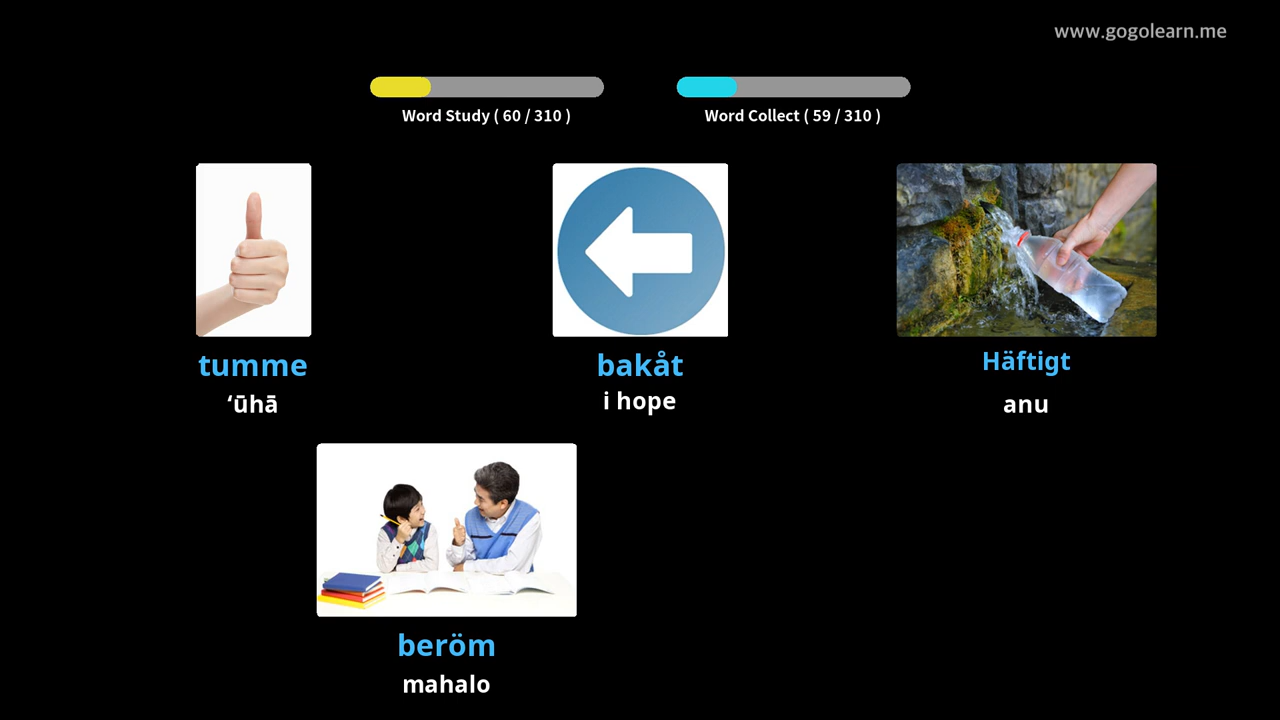 www.gogolearn.me
Word Study ( 60 / 310 )
Word Collect ( 59 / 310 )
tumme
ʻūhā
bakåt
i hope
Häftigt
anu
beröm
mahalo